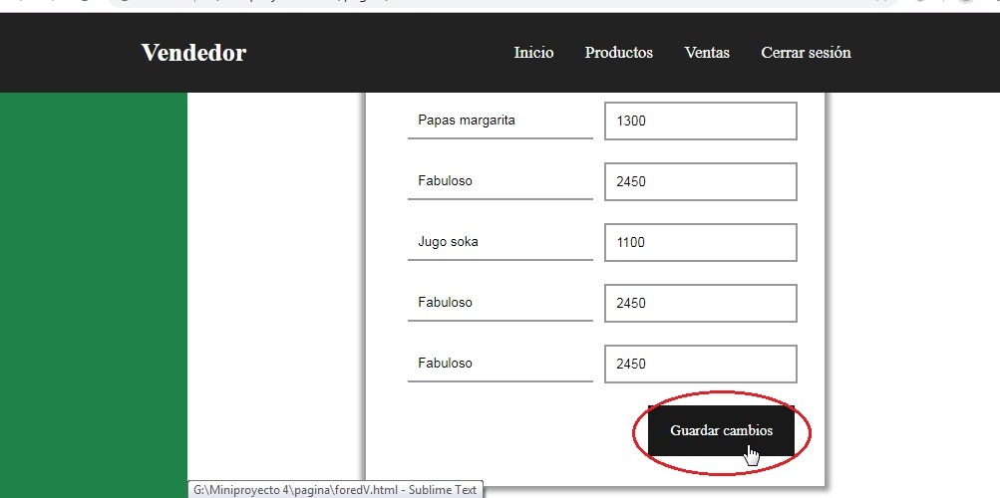 Vendedor Inicio Productos Ventas Cerrar sesión
Papas margarita 1300
Fabuloso 2450
Jugo soka 1100
Fabuloso 2450
Fabuloso 2450
Guardar cambios
G:\Miniproyecto 4\pagina\foredV.html - Sublime Text